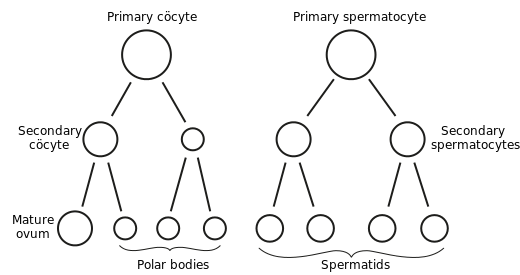 Primary cöcyte
Primary spermatocyte
Secondary
cöcyte
Secondary
spermatocytes
Mature
ovum
Polar bodies
Spermatids